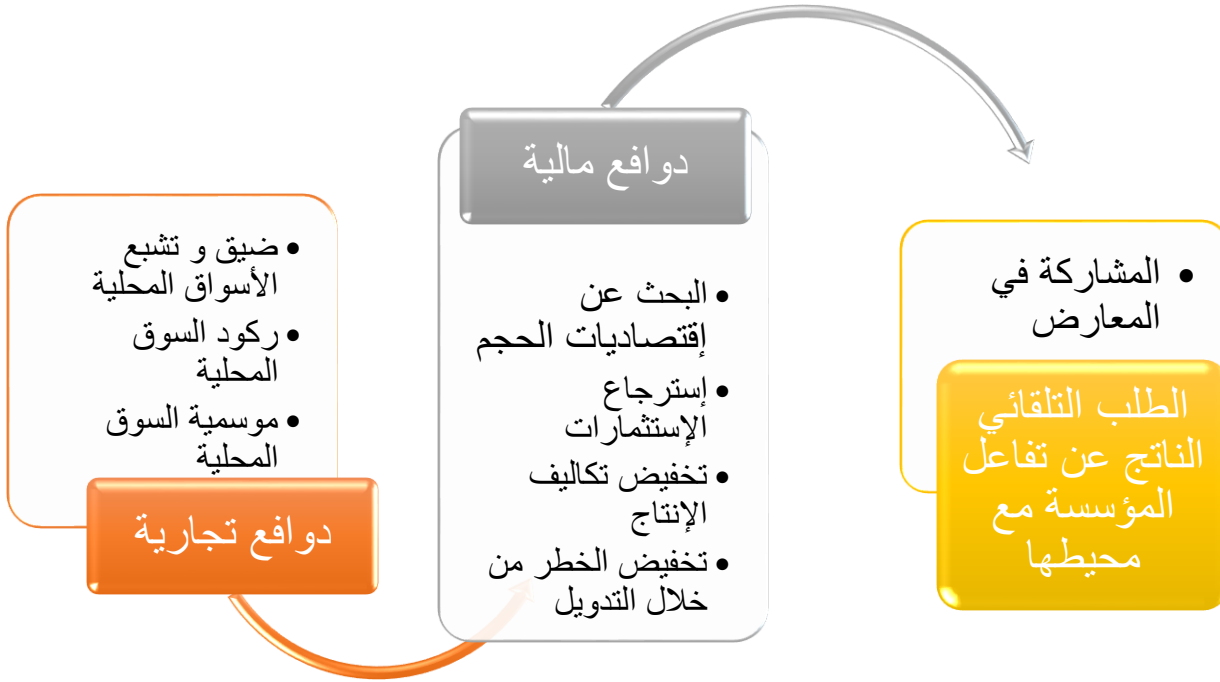 • ضيق و تشبع
الأسواق المحلية
• ركود السوق
المحلية
• موسمية السوق
المحلية
دوافع تجارية
دوافع مالية
• البحث عن
إقتصاديات الحجم
• إسترجاع
الإستثمارات
• تخفيض تكاليف
الإنتاج
• تخفيض الخطر من
خلال التدويل
• المشاركة في
المعارض
الطلب التلقائي
الناتج عن تفاعل
المؤسسة مع
محيطها